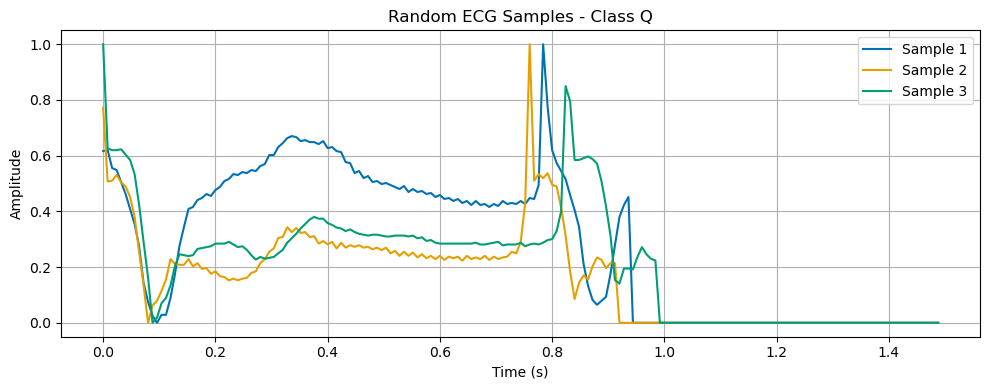 Random ECG Samples - Class Q
Amplitude
1.0
0.8
0.6
0.4
0.2
0.0
Sample 1
Sample 2
Sample 3
0.0 0.2 0.4 0.6 0.8 1.0 1.2 1.4
Time (s)